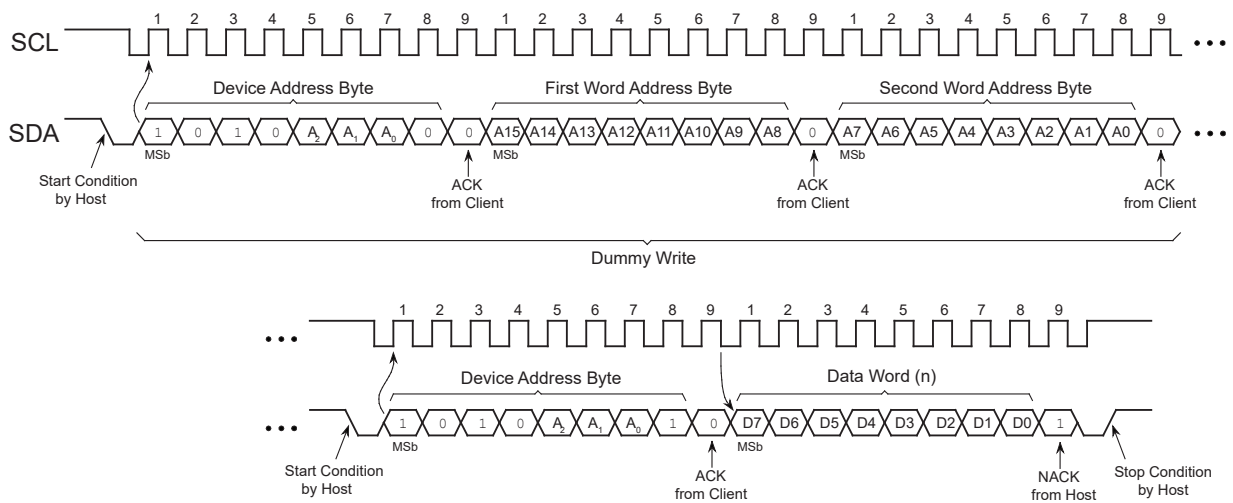 1 2 3 4 5 6 7 8 9 1 2 3 4 5 6 7 8 9 1 2 3 4 5 6 7 8 9
SCL
Device Address Byte First Word Address Byte Second Word Address Byte
SDA 1 0 1 0 A2 A1 A0 0 0 A15 A14 A13 A12 A11 A10 A9 A8 0 A7 A6 A5 A4 A3 A2 A1 A0 0
MSb MSb MSb
Start Condition
by Host
ACK
from Client
ACK
from Client
ACK
from Client
Dummy Write
1 2 3 4 5 6 7 8 9 1 2 3 4 5 6 7 8 9
Device Address Byte Data Word (n)
1 0 1 0 A2 A1 A0 1 0 D7 D6 D5 D4 D3 D2 D1 D0 1
MSb MSb
Start Condition
by Host
ACK
from Client
NACK
from Host
Stop Condition
by Host